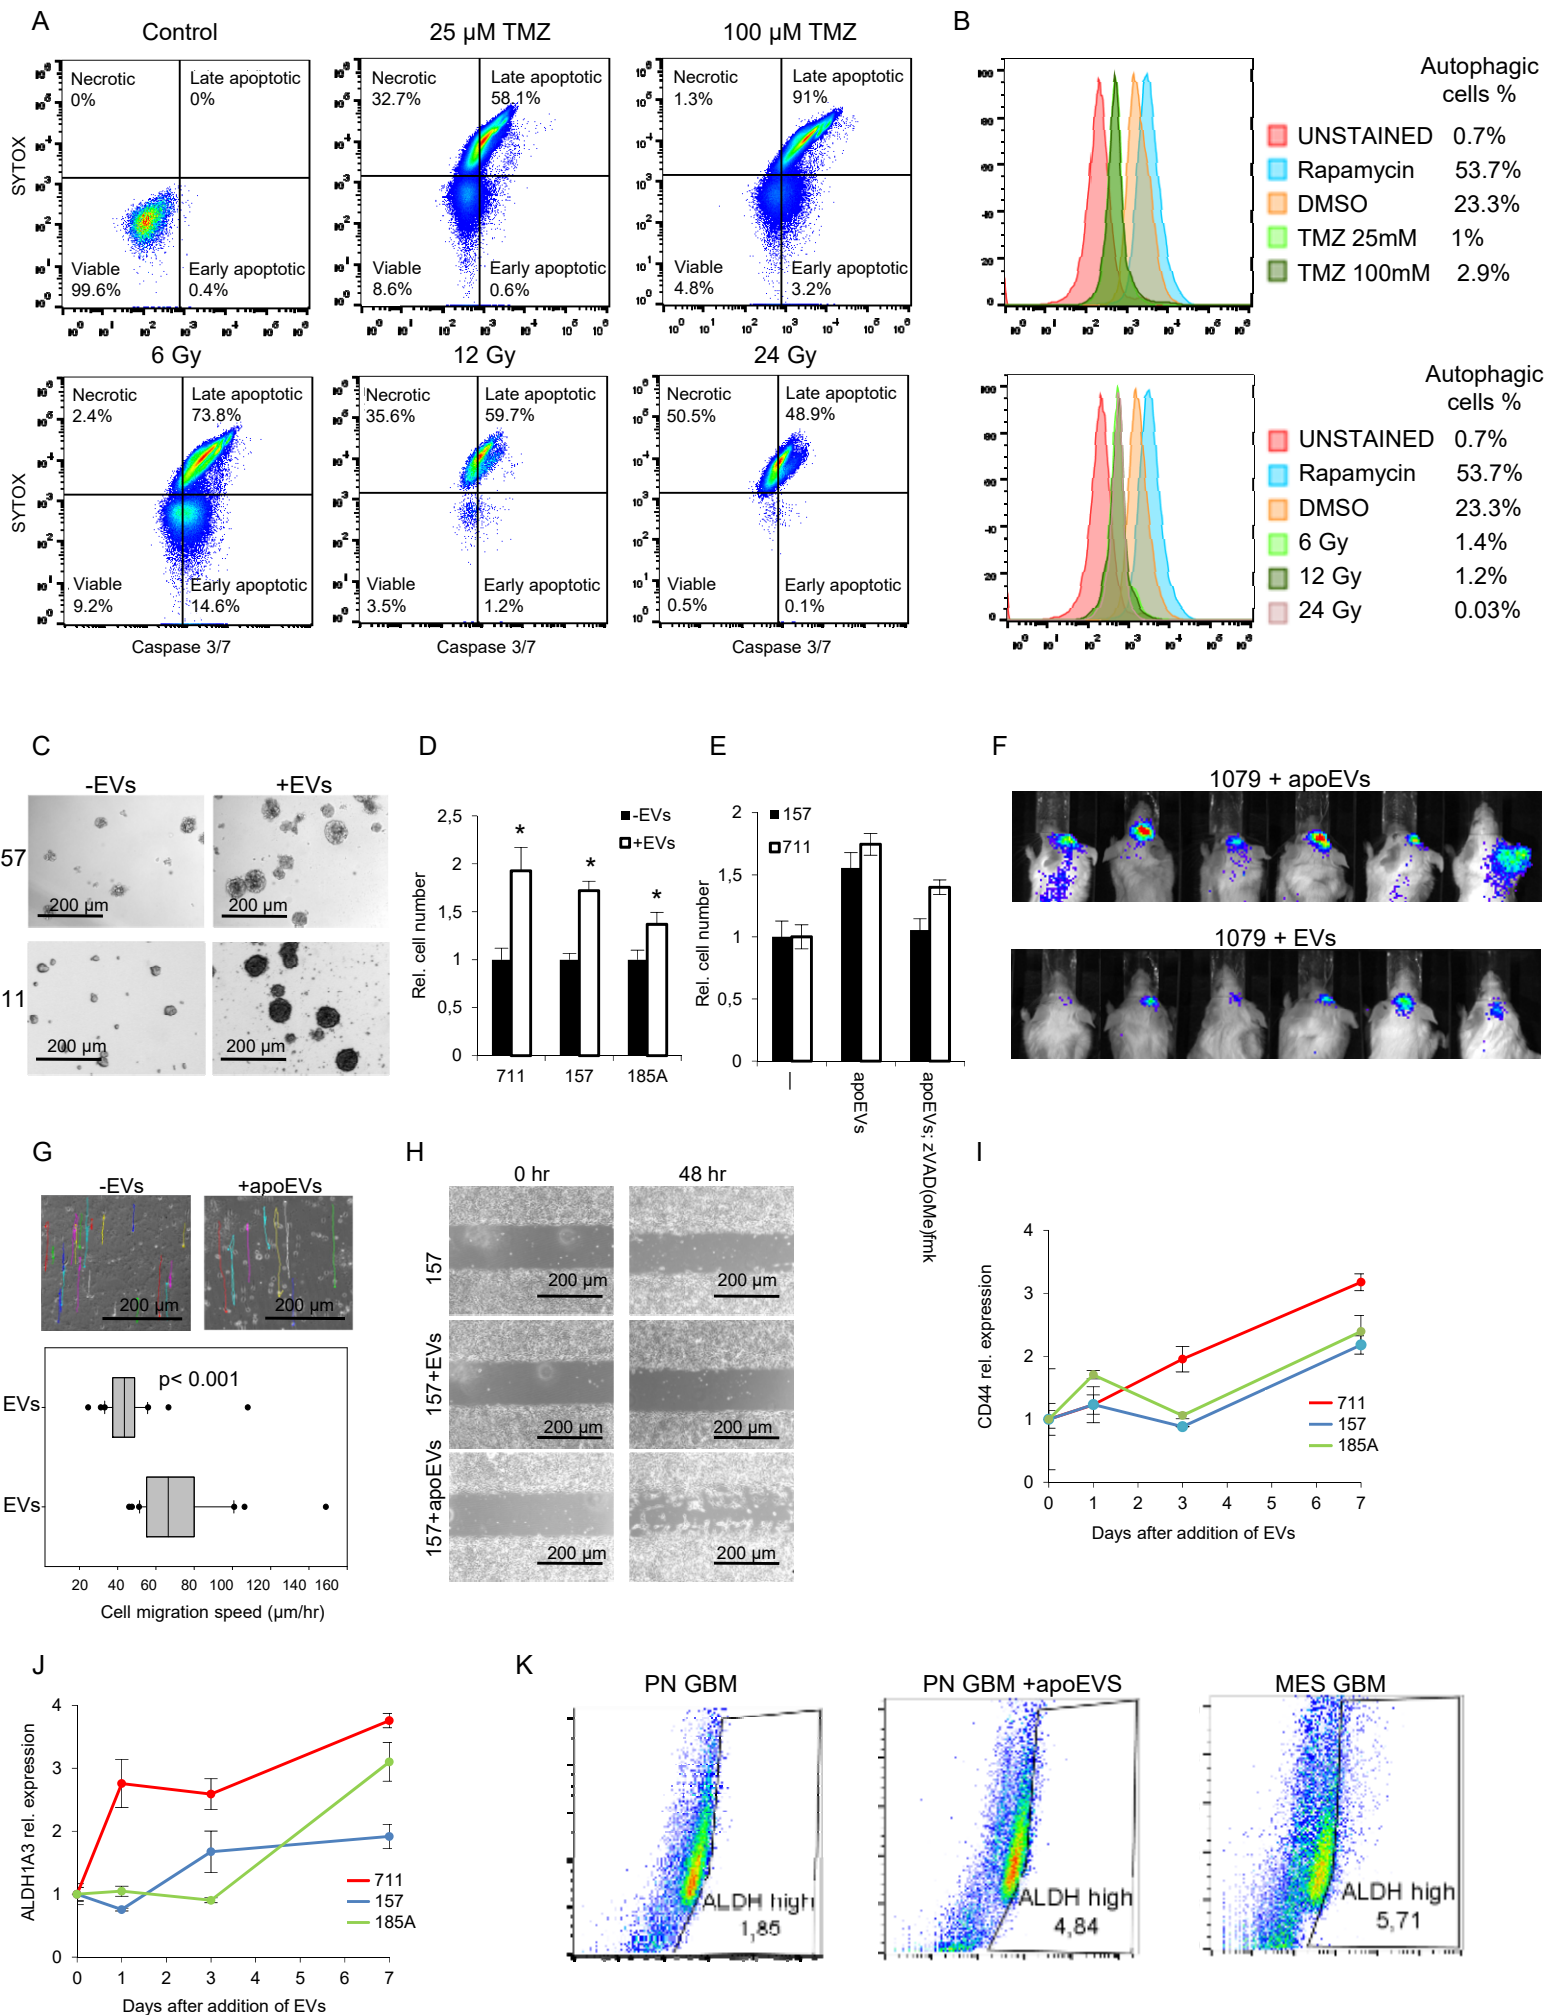 A
Control
25 µM TMZ
100 µM TMZ
Necrotic
0%
Late apoptotic
0%
Viable
99.6%
Early apoptotic
0.4%
Necrotic
32.7%
Late apoptotic
58.1%
Viable
8.6%
Early apoptotic
0.6%
Necrotic
1.3%
Late apoptotic
91%
Viable
4.8%
Early apoptotic
3.2%
SYTOX
6 Gy
12 Gy
24 Gy
Necrotic
2.4%
Late apoptotic
73.8%
Viable
9.2%
Early apoptotic
14.6%
Necrotic
35.6%
Late apoptotic
59.7%
Viable
3.5%
Early apoptotic
1.2%
Necrotic
50.5%
Late apoptotic
48.9%
Viable
0.5%
Early apoptotic
0.1%
SYTOX
Caspase 3/7
Caspase 3/7
Caspase 3/7
B
Autophagic
cells %
UNSTAINED 0.7%
Rapamycin 53.7%
DMSO 23.3%
TMZ 25mM 1%
TMZ 100mM 2.9%
Autophagic
cells %
UNSTAINED 0.7%
Rapamycin 53.7%
DMSO 23.3%
6 Gy 1.4%
12 Gy 1.2%
24 Gy 0.03%
C
-EVs
+EVs
57
200 µm
200 µm
11
200 µm
200 µm
D
-EVs
+EVs
Rel. cell number
2,5
2
1,5
1
0,5
0
* * *
711 157 185A
E
157
711
Rel. cell number
2
1,5
1
0,5
0
–
apoEVs
apoEVs; zVAD(oMe)fmk
F
1079 + apoEVs
1079 + EVs
G
-EVs
+apoEVs
200 µm
200 µm
p< 0.001
EVs
EVs
20 40 60 80 100 120 140 160
Cell migration speed (µm/hr)
H
0 hr
48 hr
157
200 µm
200 µm
157+EVs
200 µm
200 µm
157+apoEVs
200 µm
200 µm
I
CD44 rel. expression
4
3
2
1
0
711
157
185A
0 1 2 3 4 5 6 7
Days after addition of EVs
J
ALDH1A3 rel. expression
4
3
2
1
0
711
157
185A
0 1 2 3 4 5 6 7
Days after addition of EVs
K
PN GBM
PN GBM +apoEVS
MES GBM
ALDH high
1,85
ALDH high
4,84
ALDH high
5,71